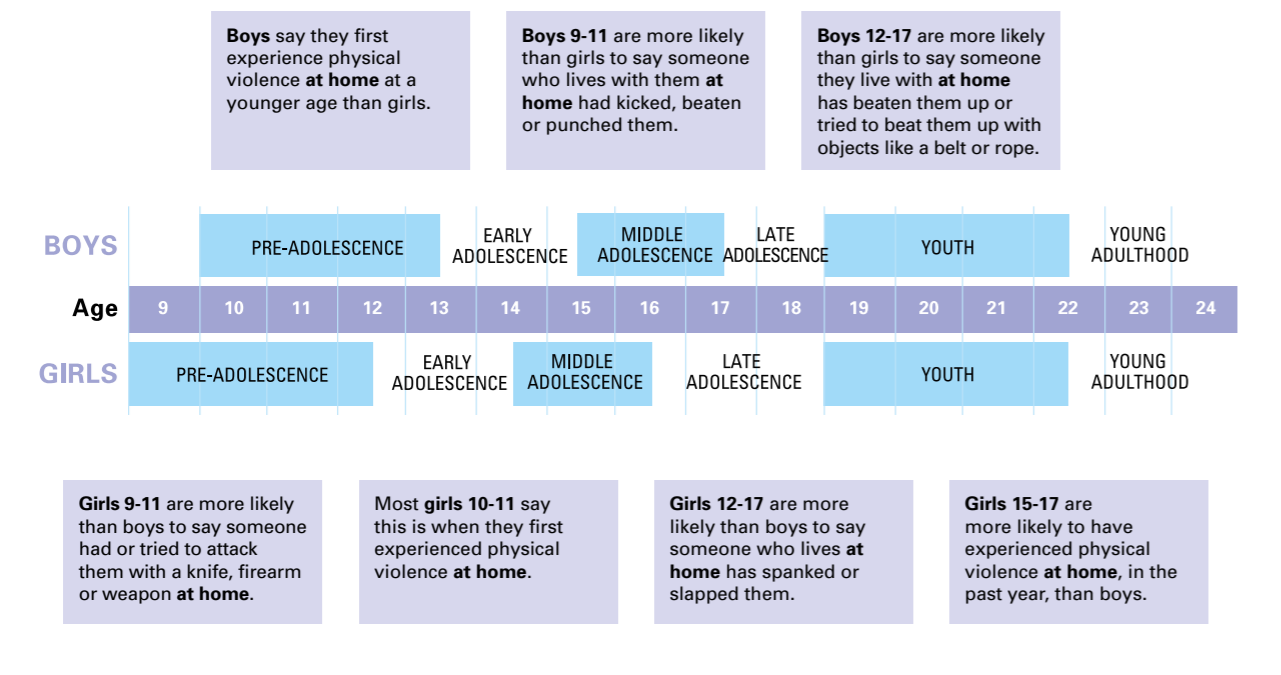 Boys say they first
experience physical
violence at home at a
younger age than girls.
Boys 9-11 are more likely
than girls to say someone
who lives with them at
home had kicked, beaten
or punched them.
Boys 12-17 are more likely
than girls to say someone
they live with at home
has beaten them up or
tried to beat them up with
objects like a belt or rope.
BOYS
PRE-ADOLESCENCE
EARLY
ADOLESCENCE
MIDDLE
ADOLESCENCE
LATE
ADOLESCENCE
YOUTH
YOUNG
ADULTHOOD
Age 9 10 11 12 13 14 15 16 17 18 19 20 21 22 23 24
GIRLS
PRE-ADOLESCENCE
EARLY
ADOLESCENCE
MIDDLE
ADOLESCENCE
LATE
ADOLESCENCE
YOUTH
YOUNG
ADULTHOOD
Girls 9-11 are more likely
than boys to say someone
had or tried to attack
them with a knife, firearm
or weapon at home.
Most girls 10-11 say
this is when they first
experienced physical
violence at home.
Girls 12-17 are more
likely than boys to say
someone who lives at
home has spanked or
slapped them.
Girls 15-17 are
more likely to have
experienced physical
violence at home, in the
past year, than boys.